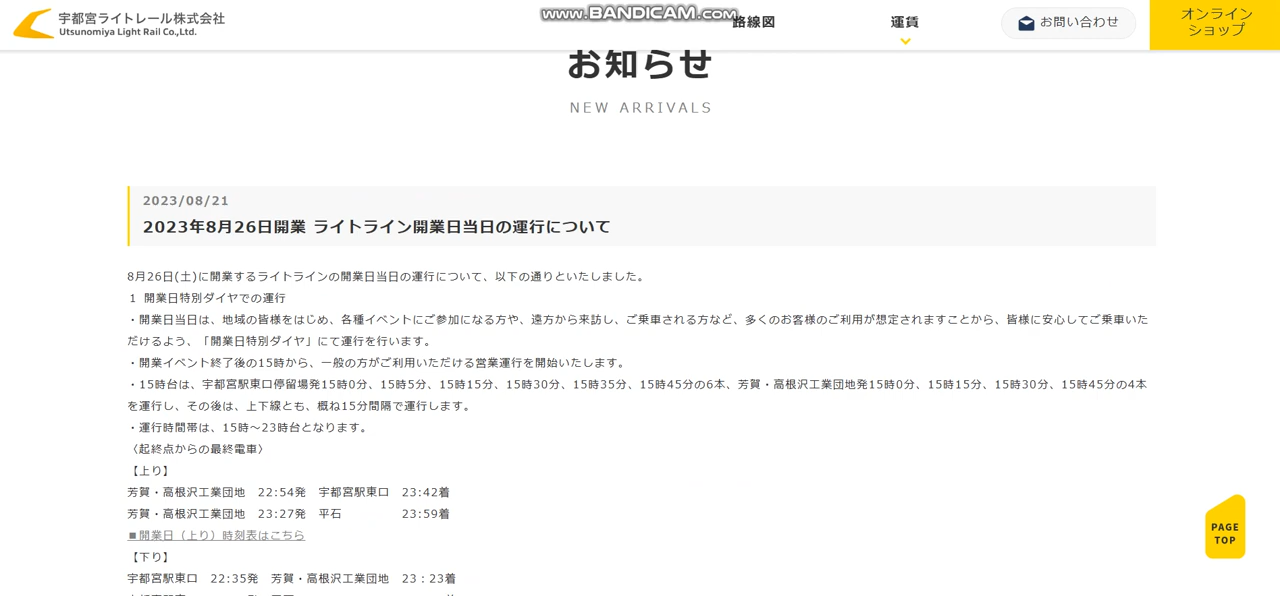 宇都宮ライトレール株式会社
Utsunomiya Light Rail Co.,Ltd.
www.BANDICAM.com
路線図
運賃
お問い合わせ
オンライン
ショップ
お知らせ
NEW ARRIVALS
2023/08/21
2023年8月26日開業 ライトライン開業日当日の運行について
8月26日(土)に開業するライトラインの開業日当日の運行について、以下の通りといたしました。
１ 開業日特別ダイヤでの運行
・開業日当日は、地域の皆様をはじめ、各種イベントにご参加になる方や、遠方から来訪し、ご乗車される方など、多くのお客様のご利用が想定されますことから、皆様に安心してご乗車いた
だけるよう、「開業日特別ダイヤ」にて運行を行います。
・開業イベント終了後の15時から、一般の方がご利用いただける営業運行を開始いたします。
・15時台は、宇都宮駅東口停留場発15時0分、15時5分、15時15分、15時30分、15時35分、15時45分の6本、芳賀・高根沢工業団地発15時0分、15時15分、15時30分、15時45分の4本
を運行し、その後は、上下線とも、概ね15分間隔で運行します。
・運行時間帯は、15時～23時台となります。
〈起終点からの最終電車〉
【上り】
芳賀・高根沢工業団地　22:54発　宇都宮駅東口　23:42着
芳賀・高根沢工業団地　23:27発　平石　　　　　23:59着
■開業日（上り）時刻表はこちら
【下り】
宇都宮駅東口　22:35発　芳賀・高根沢工業団地　23：23着
PAGE
TOP